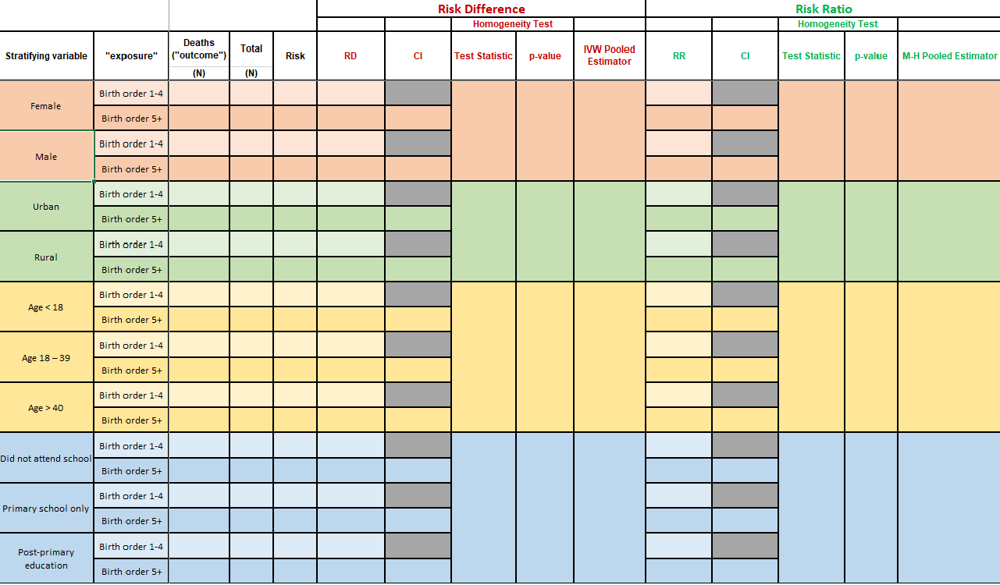 Risk Difference
Risk Ratio
Homogeneity Test
Homogeneity Test
Stratifying variable
"exposure"
Deaths
("outcome")
(N)
Total
(N)
Risk
RD
CI
Test Statistic
p-value
IVW Pooled
Estimator
RR
CI
Test Statistic
p-value
M-H Pooled Estimator
Female
Birth order 1-4
Birth order 5+
Male
Birth order 1-4
Birth order 5+
Urban
Birth order 1-4
Birth order 5+
Rural
Birth order 1-4
Birth order 5+
Age < 18
Birth order 1-4
Birth order 5+
Age 18 – 39
Birth order 1-4
Birth order 5+
Age > 40
Birth order 1-4
Birth order 5+
Did not attend school
Birth order 1-4
Birth order 5+
Primary school only
Birth order 1-4
Birth order 5+
Post-primary
education
Birth order 1-4
Birth order 5+